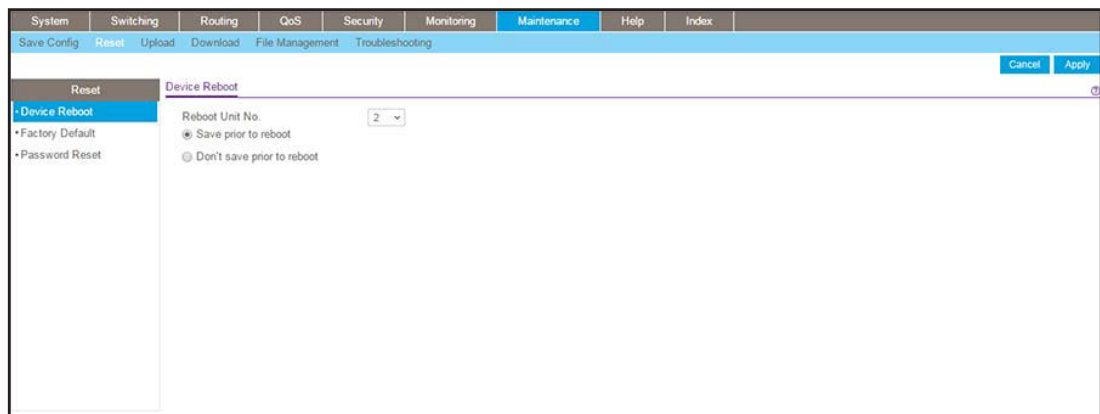 System Switching Routing QoS Security Monitoring Maintenance Help Index
Save Config Reset Upload Download File Management Troubleshooting
Cancel Apply
Reset
• Device Reboot
• Factory Default
• Password Reset
Device Reboot
?
Reboot Unit No. 2
Save prior to reboot
Don't save prior to reboot